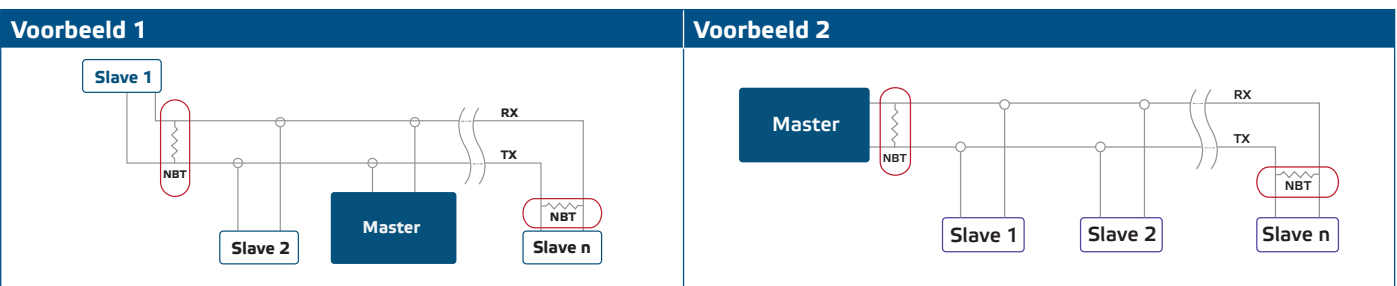 Voorbeeld 1
Slave 1
RX
TX
NBT
NBT
Master
Slave 2
Slave n
Voorbeeld 2
RX
Master
TX
NBT
NBT
Slave 1
Slave 2
Slave n